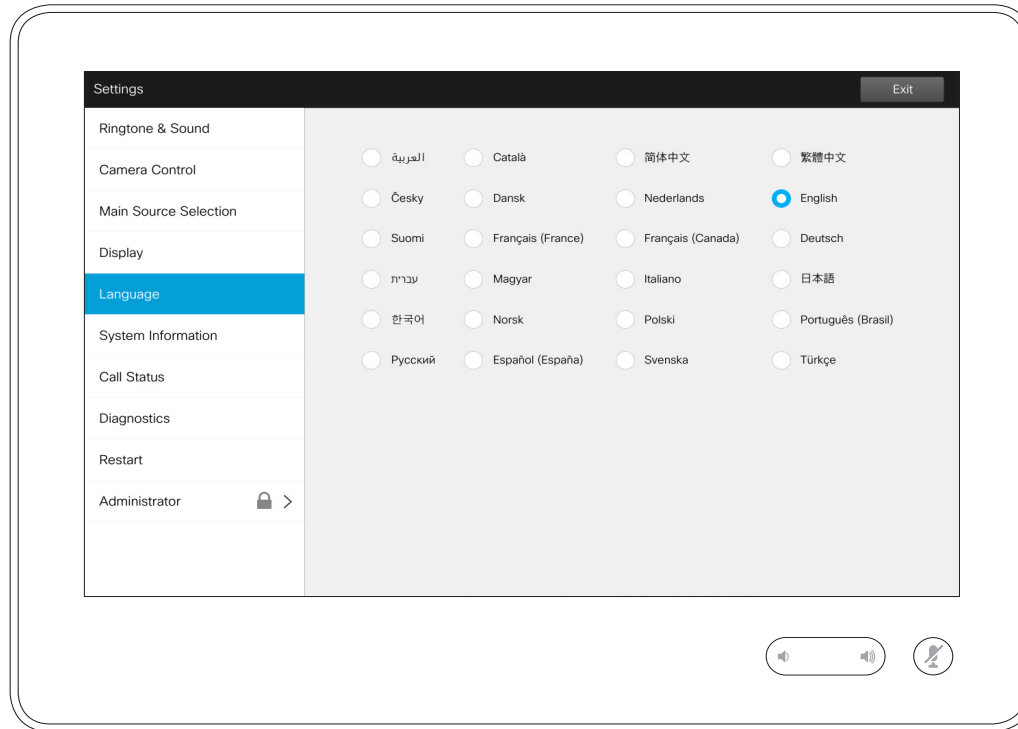 Settings
Exit
Ringtone & Sound
Camera Control
Main Source Selection
Display
Language
System Information
Call Status
Diagnostics
Restart
Administrator
العربية Català 简体中文 繁體中文
Česky Dansk Nederlands English
Suomi Français (France) Français (Canada) Deutsch
עברית Magyar Italiano 日本語
한국어 Norsk Polski Português (Brasil)
Русский Español (España) Svenska Türkçe